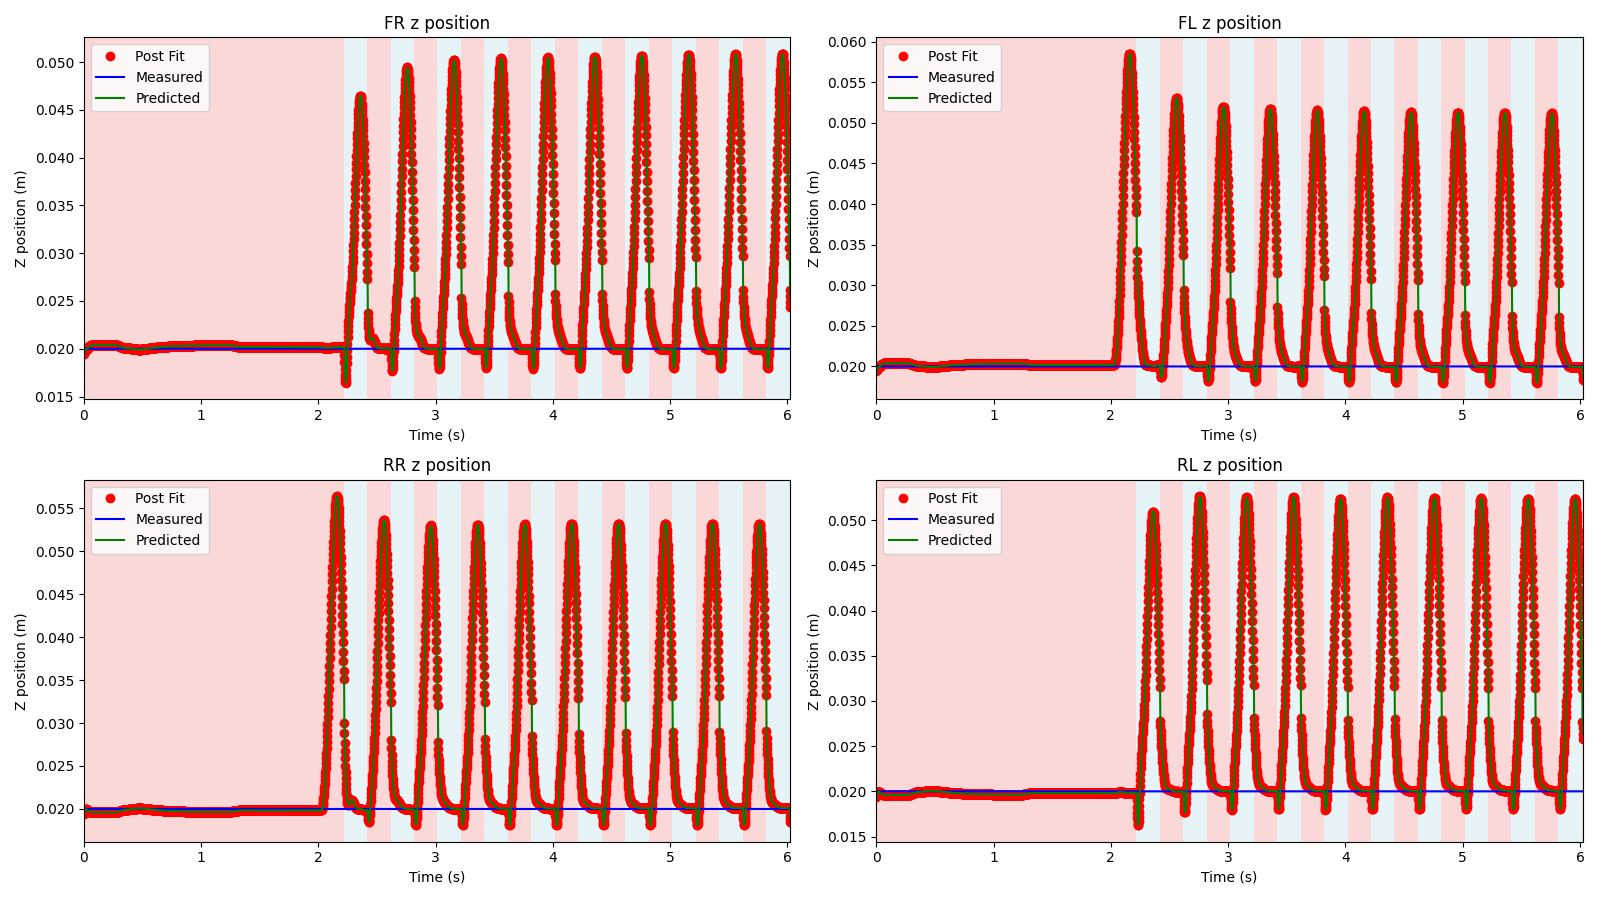 FR z position
Z position (m)
0.050
0.045
0.040
0.035
0.030
0.025
0.020
0.015
Post Fit
Measured
Predicted
0 1 2 3 4 5 6
Time (s)
FL z position
Z position (m)
0.060
0.055
0.050
0.045
0.040
0.035
0.030
0.025
0.020
Post Fit
Measured
Predicted
0 1 2 3 4 5 6
Time (s)
RR z position
Z position (m)
0.055
0.050
0.045
0.040
0.035
0.030
0.025
0.020
Post Fit
Measured
Predicted
0 1 2 3 4 5 6
Time (s)
RL z position
Z position (m)
0.050
0.045
0.040
0.035
0.030
0.025
0.020
0.015
Post Fit
Measured
Predicted
0 1 2 3 4 5 6
Time (s)